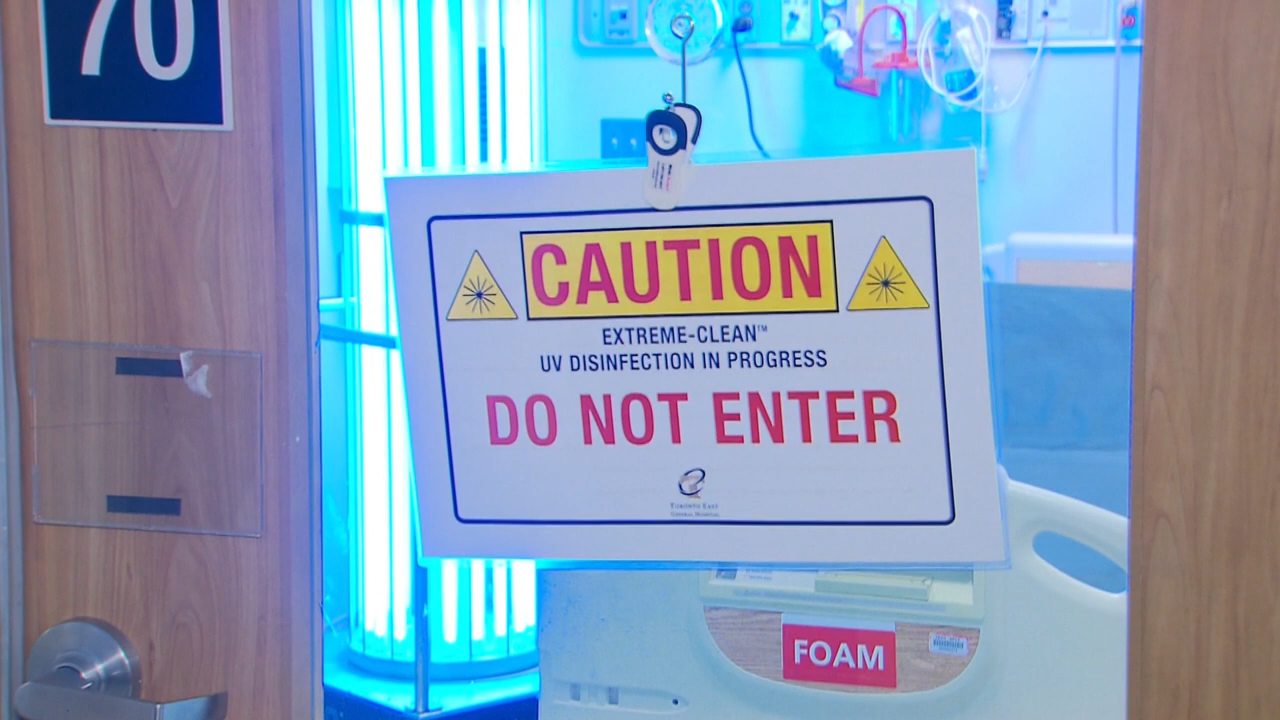 70
CAUTION
EXTREME-CLEAN™
UV DISINFECTION IN PROGRESS
DO NOT ENTER
TORONTO EAST
GENERAL HOSPITAL
FOAM